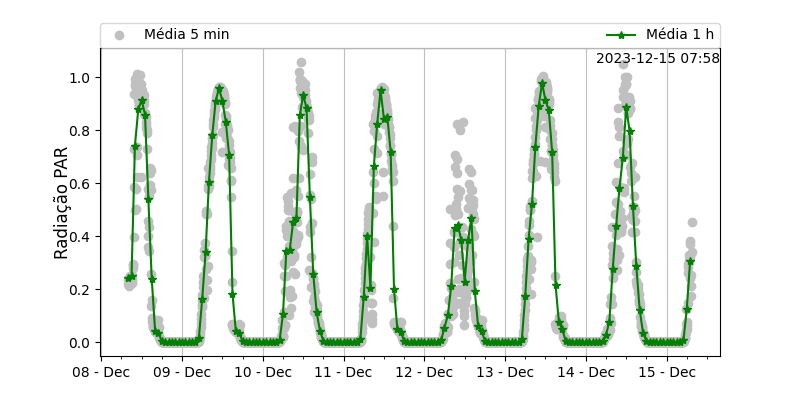 Média 5 min
Média 1 h
2023-12-15 07:58
Radiação PAR
1.0
0.8
0.6
0.4
0.2
0.0
08 - Dec
09 - Dec
10 - Dec
11 - Dec
12 - Dec
13 - Dec
14 - Dec
15 - Dec